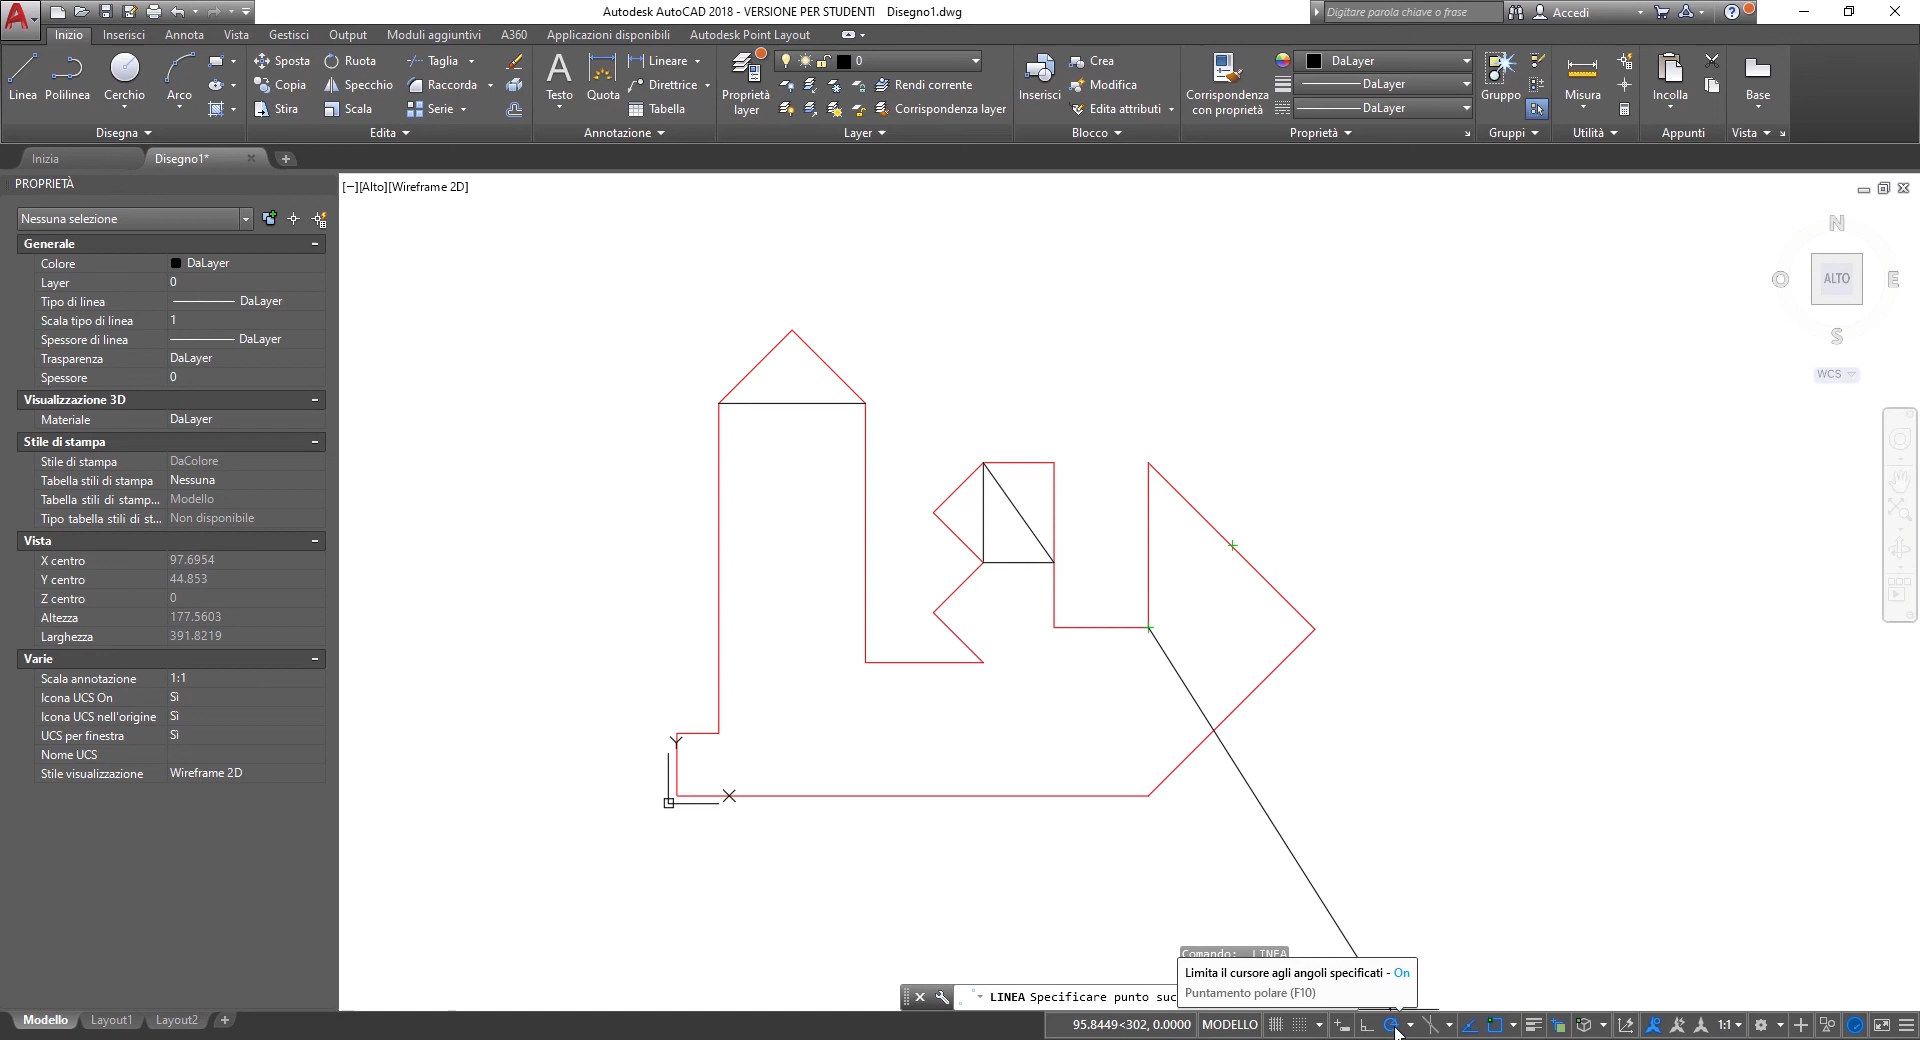 Autodesk AutoCAD 2018 - VERSIONE PER STUDENTI Disegno1.dwg
Digitare parola chiave o frase
Accedi
Inizio Inserisci Annota Vista Gestisci Output Moduli aggiuntivi A360 Applicazioni disponibili Autodesk Point Layout
Linea Polilinea Cerchio Arco
Disegna
Sposta Ruota Taglia
Copia Specchio Raccorda
Stira Scala Serie
Edita
Testo Quota
Lineare
Direttrice
Tabella
Annotazione
Proprietà
layer
0
Rendi corrente
Corrispondenza layer
Layer
Inserisci
Crea
Modifica
Edita attributi
Blocco
Corrispondenza
con proprietà
DaLayer
DaLayer
DaLayer
Proprietà
Gruppo
Gruppi
Misura
Utilità
Incolla
Appunti
Base
Vista
Inizia Disegno1*
PROPRIETÀ
Nessuna selezione
Generale
Colore DaLayer
Layer 0
Tipo di linea DaLayer
Scala tipo di linea 1
Spessore di linea DaLayer
Trasparenza DaLayer
Spessore 0
Visualizzazione 3D
Materiale DaLayer
Stile di stampa
Stile di stampa DaColore
Tabella stili di stampa Nessuna
Tabella stili di stamp... Modello
Tipo tabella stili di st... Non disponibile
Vista
X centro 97.6954
Y centro 44.853
Z centro 0
Altezza 177.5603
Larghezza 391.8219
Varie
Scala annotazione 1:1
Icona UCS On Sì
Icona UCS nell'origine Sì
UCS per finestra Sì
Nome UCS
Stile visualizzazione Wireframe 2D
[−][Alto][Wireframe 2D]
N
O ALTO E
S
WCS
Y
X
Comando: LINEA
Limita il cursore agli angoli specificati - On
Puntamento polare (F10)
LINEA Specificare punto suc
Modello Layout1 Layout2
95.8449<302, 0.0000 MODELLO 1:1